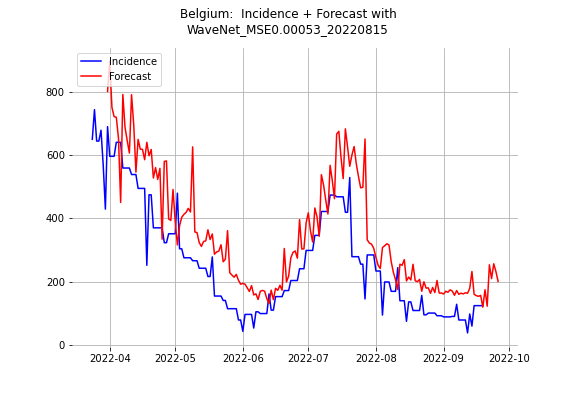 Belgium:  Incidence + Forecast with
WaveNet_MSE0.00053_20220815
Incidence
Forecast
800
600
400
200
0
2022-04 2022-05 2022-06 2022-07 2022-08 2022-09 2022-10